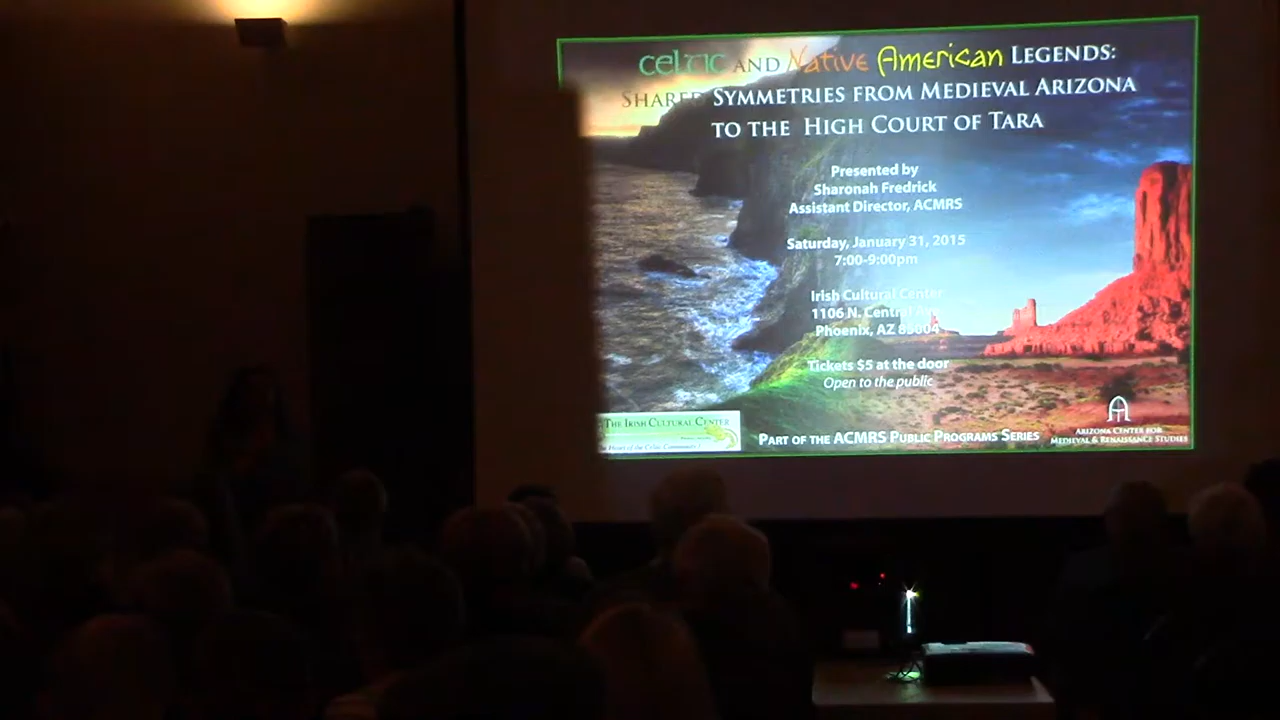 Celtic and Native American Legends:
Shared Symmetries from Medieval Arizona
to the High Court of Tara
Presented by
Sharonah Fredrick
Assistant Director, ACMRS
Saturday, January 31, 2015
7:00-9:00pm
Irish Cultural Center
1106 N. Central Ave
Phoenix, AZ 85004
Tickets $5 at the door
Open to the public
The Irish Cultural Center
Part of the ACMRS Public Programs Series
Arizona Center for
Medieval & Renaissance Studies